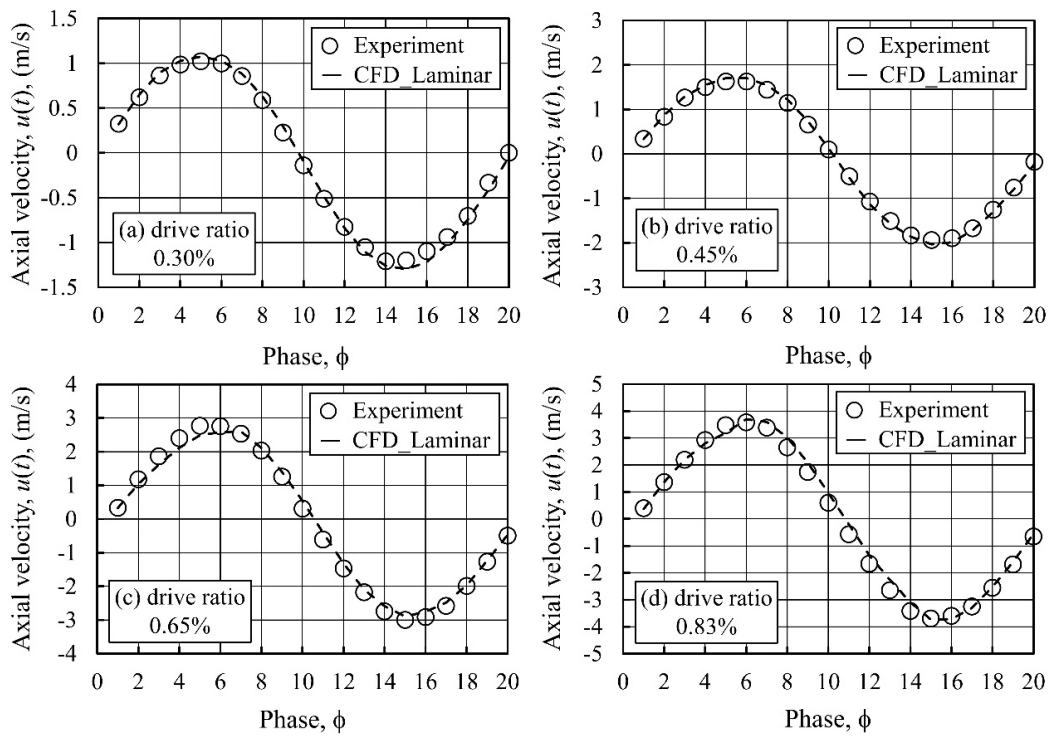 Axial velocity, u(t), (m/s)
1.5
1
0.5
0
-0.5
-1
-1.5
Experiment
CFD_Laminar
(a) drive ratio
0.30%
0 2 4 6 8 10 12 14 16 18 20
Phase, ϕ
Axial velocity, u(t), (m/s)
3
2
1
0
-1
-2
-3
Experiment
CFD_Laminar
(b) drive ratio
0.45%
0 2 4 6 8 10 12 14 16 18 20
Phase, ϕ
Axial velocity, u(t), (m/s)
4
3
2
1
0
-1
-2
-3
-4
Experiment
CFD_Laminar
(c) drive ratio
0.65%
0 2 4 6 8 10 12 14 16 18 20
Phase, ϕ
Axial velocity, u(t), (m/s)
5
4
3
2
1
0
-1
-2
-3
-4
-5
Experiment
CFD_Laminar
(d) drive ratio
0.83%
0 2 4 6 8 10 12 14 16 18 20
Phase, ϕ